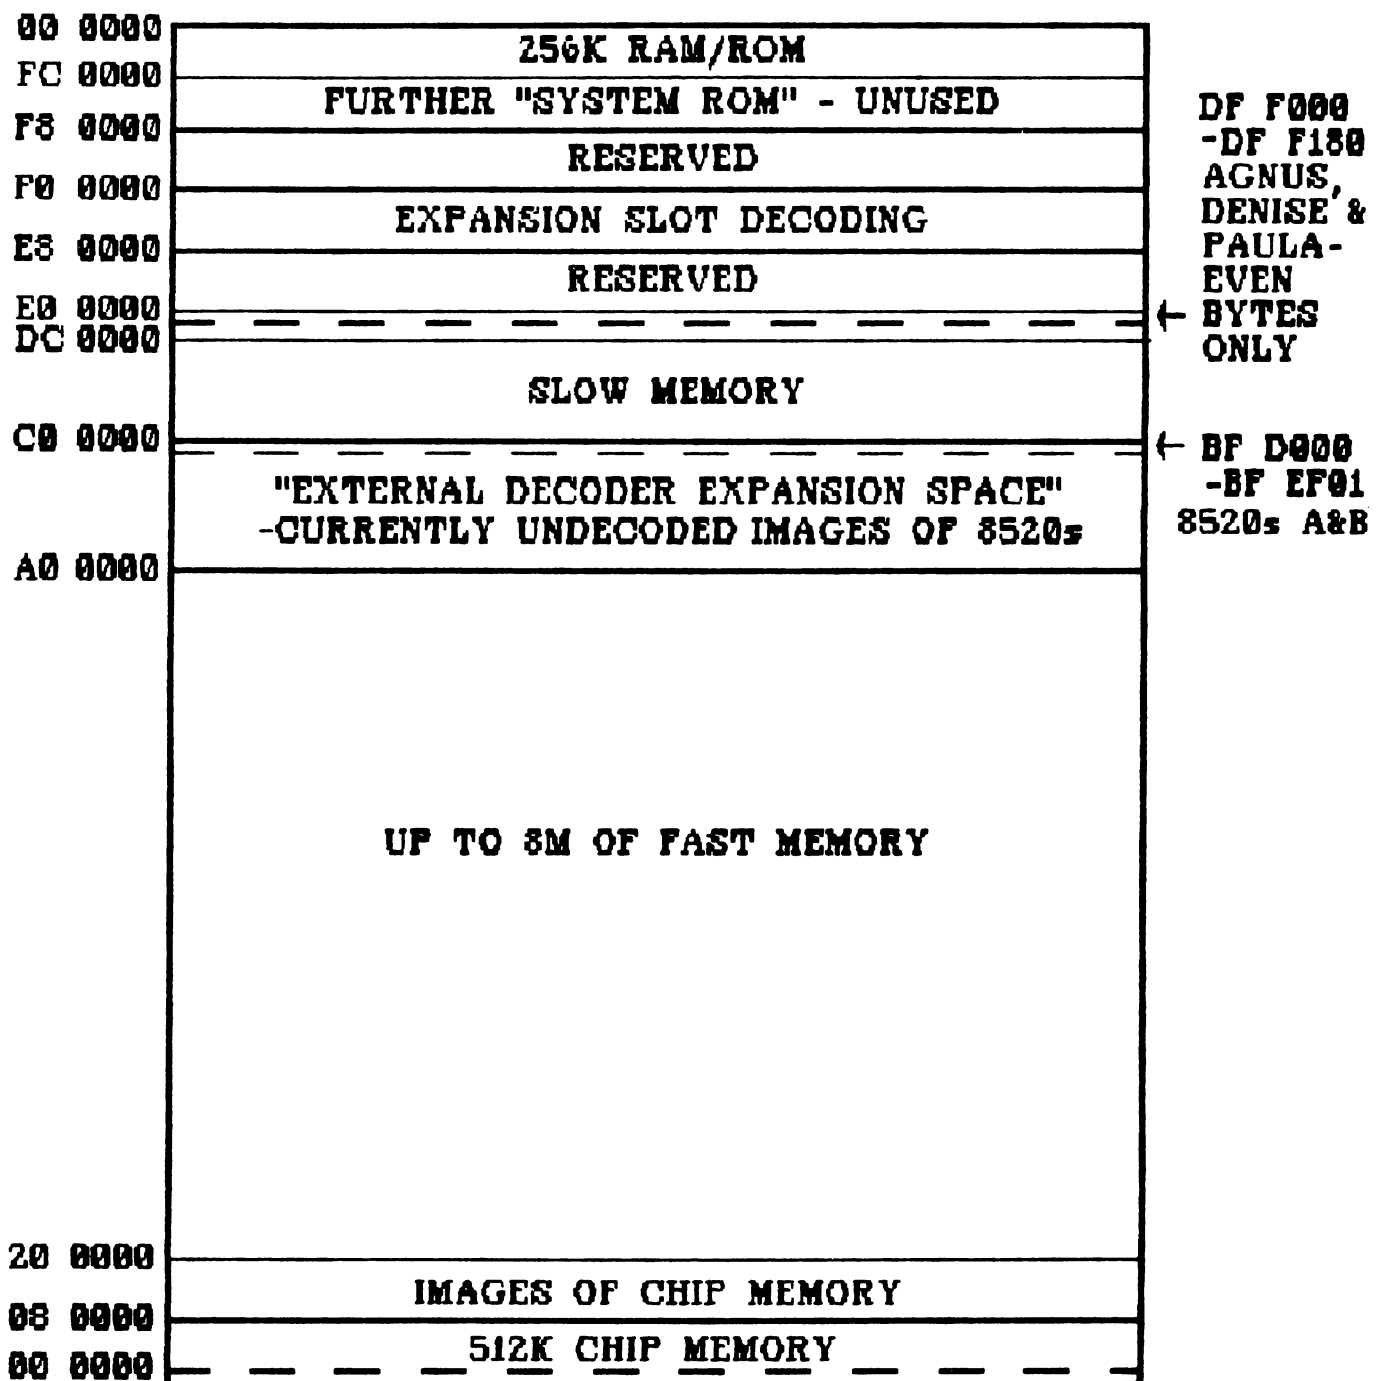 00 0000
256K RAM/ROM
FC 0000
FURTHER "SYSTEM ROM" - UNUSED
F8 0000
RESERVED
F0 0000
EXPANSION SLOT DECODING
E8 0000
RESERVED
E0 0000
DC 0000
SLOW MEMORY
C0 0000
"EXTERNAL DECODER EXPANSION SPACE"
-CURRENTLY UNDECODED IMAGES OF 8520s
A0 0000
UP TO 8M OF FAST MEMORY
20 0000
IMAGES OF CHIP MEMORY
08 0000
512K CHIP MEMORY
00 0000
DF F000
-DF F180
AGNUS,
DENISE &
PAULA-
EVEN
← BYTES
ONLY
← BF D000
-BF EF01
8520s A&B